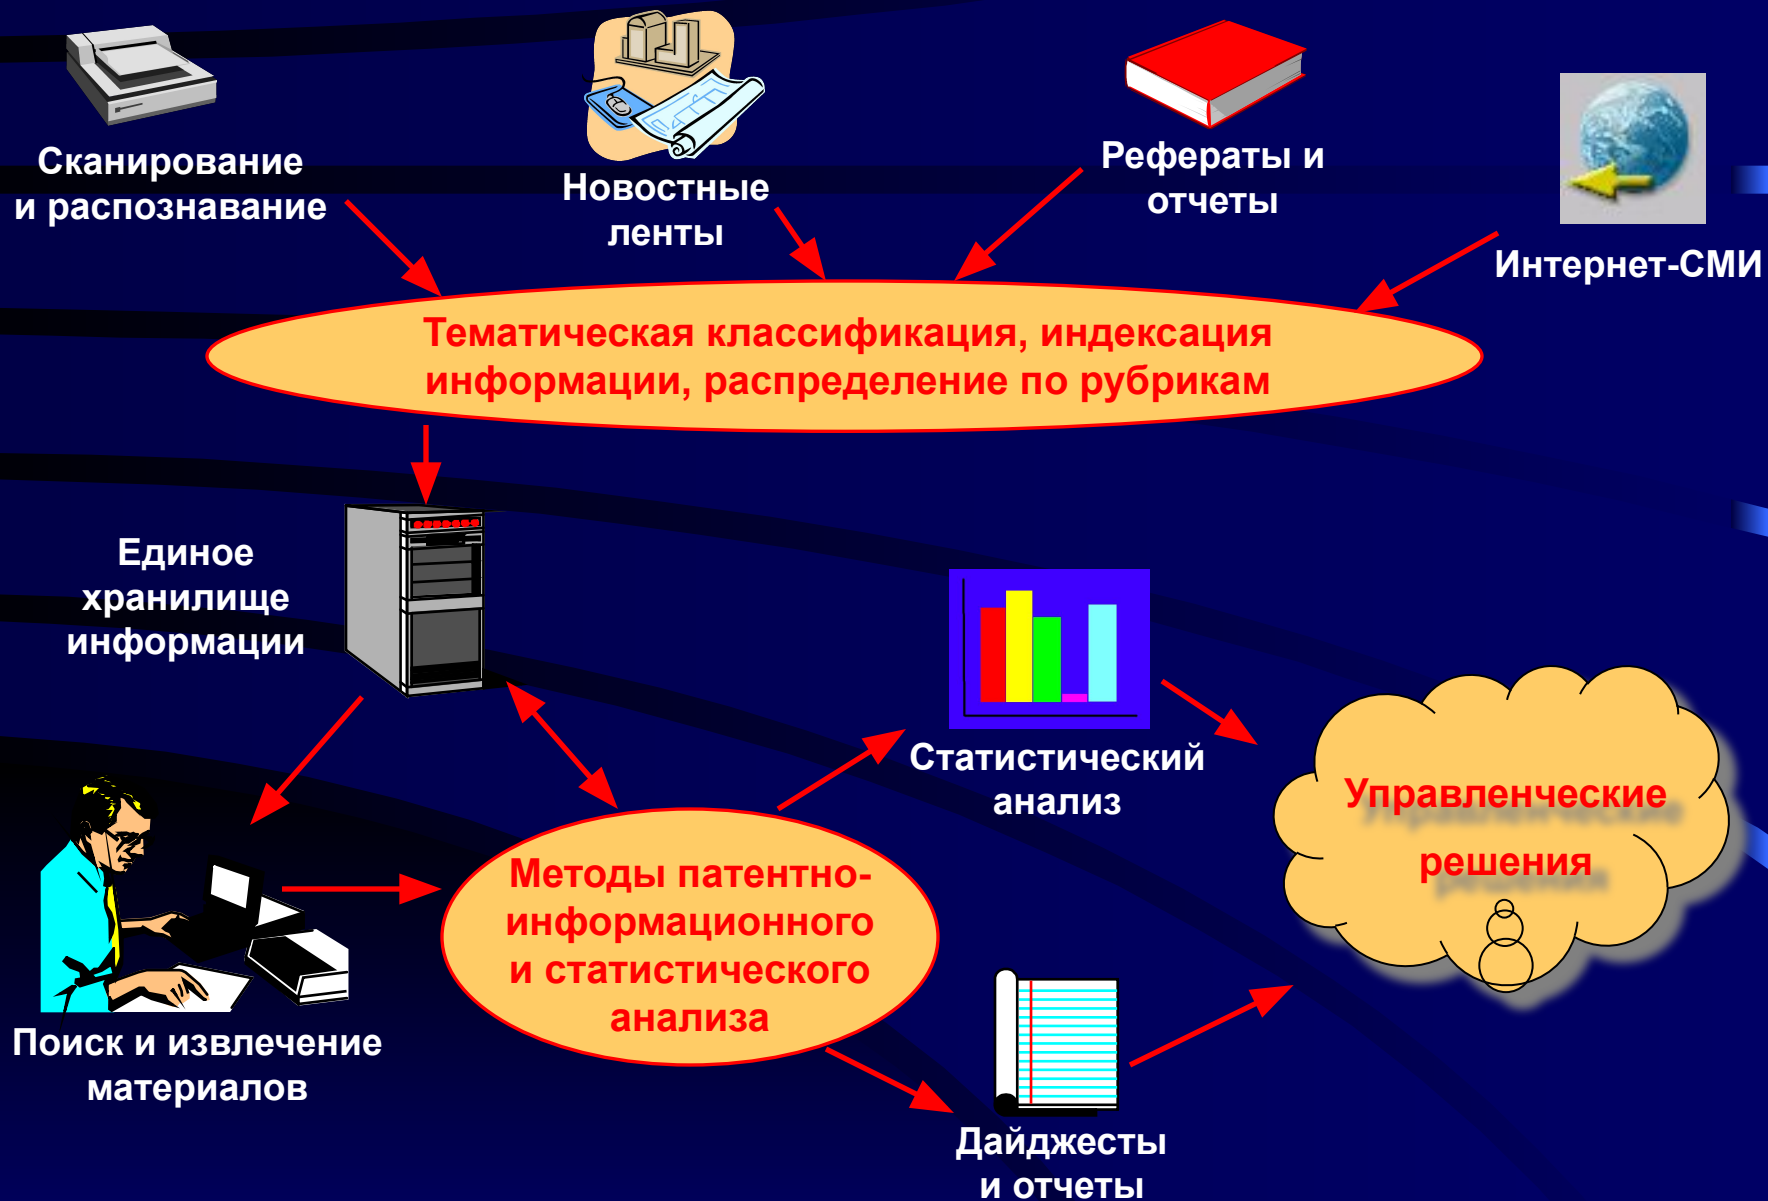 Сканирование
и распознавание
Новостные
ленты
Рефераты и
отчеты
Интернет-СМИ
Тематическая классификация, индексация
информации, распределение по рубрикам
Единое
хранилище
информации
Статистический
анализ
Управленческие
решения
Методы патентно-
информационного
и статистического
анализа
Поиск и извлечение
материалов
Дайджесты
и отчеты